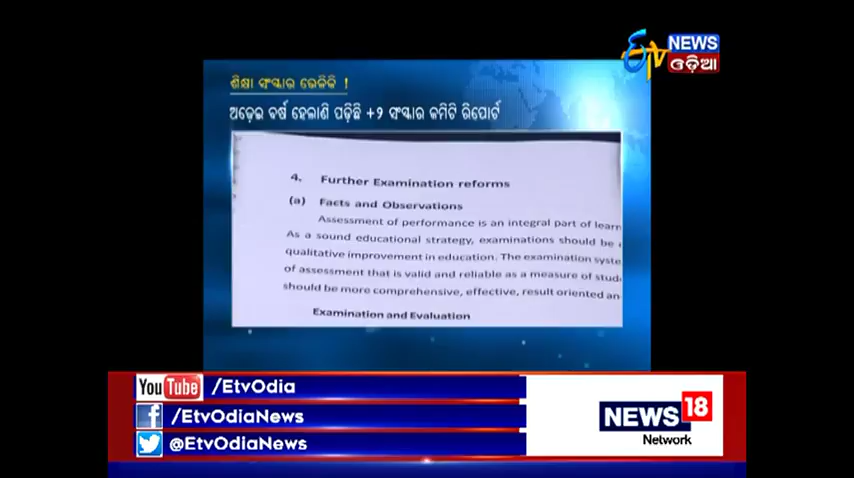 ETV NEWS
ଓଡ଼ିଆ
ଶିକ୍ଷା ସଂସ୍କାର ଭେଳିକି !
ଅଢ଼େଇ ବର୍ଷ ହେଲାଣି ପଡ଼ିଛି +୨ ସଂସ୍କାର କମିଟି ରିପୋର୍ଟ
4. Further Examination reforms
(a) Facts and Observations
Assessment of performance is an integral part of learn
As a sound educational strategy, examinations should be
qualitative improvement in education. The examination syste
of assessment that is valid and reliable as a measure of stud
should be more comprehensive, effective, result oriented an
Examination and Evaluation
YouTube /EtvOdia
f /EtvOdiaNews
@EtvOdiaNews
NEWS 18
Network